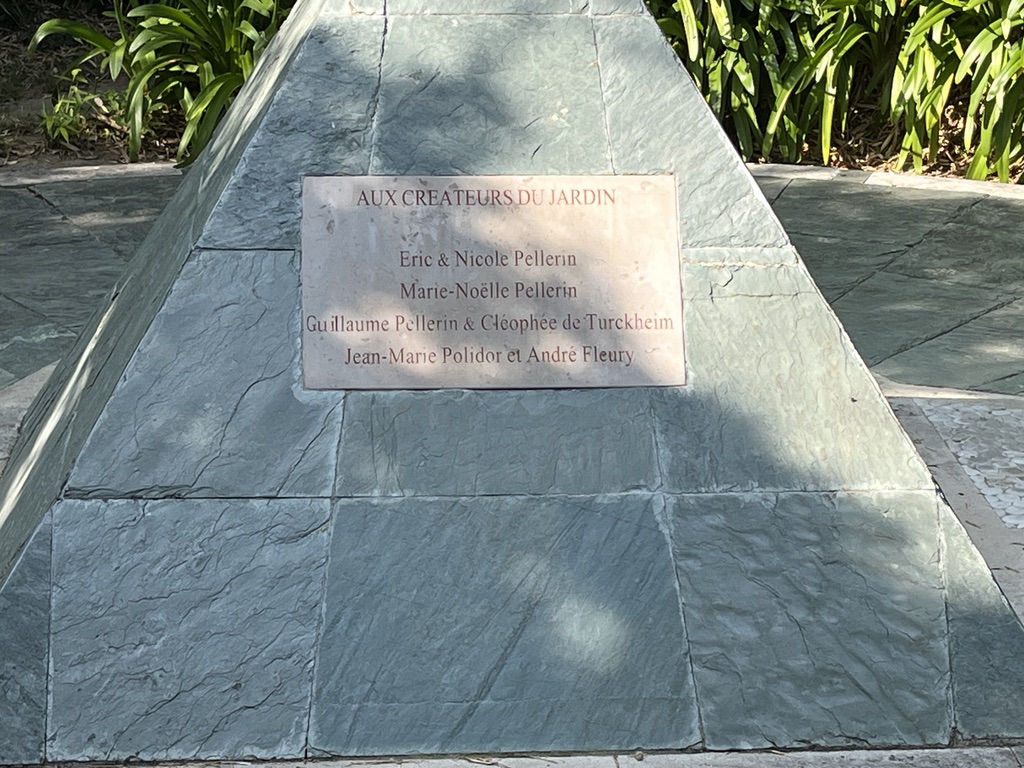 AUX CREATEURS DU JARDIN
Eric & Nicole Pellerin
Marie-Noëlle Pellerin
Guillaume Pellerin & Cléophée de Turckheim
Jean-Marie Polidor et André Fleury